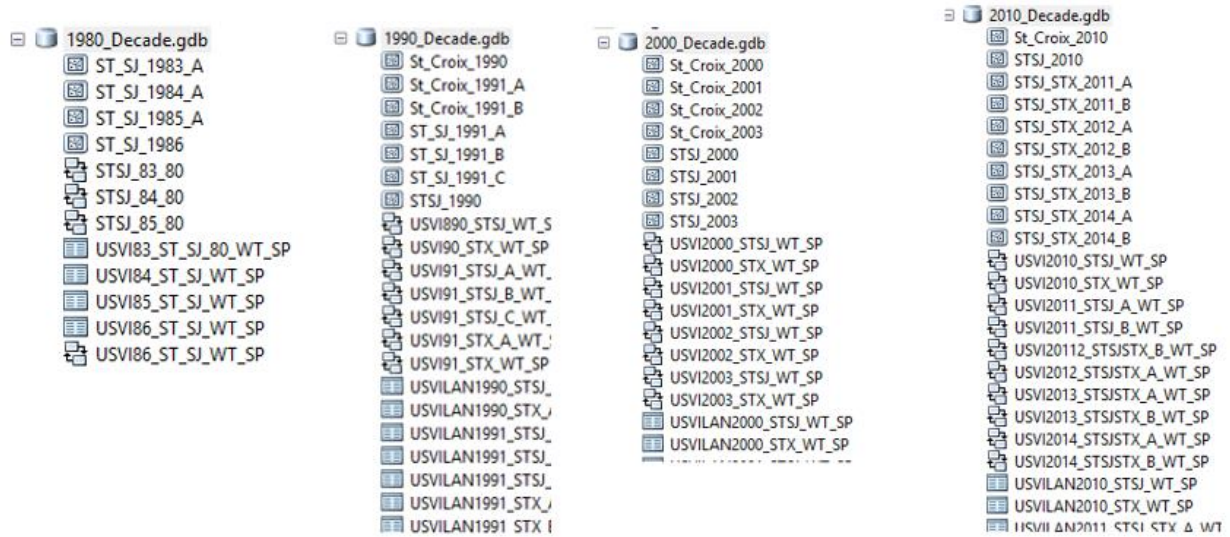 1980_Decade.gdb
ST_SJ_1983_A
ST_SJ_1984_A
ST_SJ_1985_A
ST_SJ_1986
STSJ_83_80
STSJ_84_80
STSJ_85_80
USVI83_ST_SJ_80_WT_SP
USVI84_ST_SJ_WT_SP
USVI85_ST_SJ_WT_SP
USVI86_ST_SJ_WT_SP
USVI86_ST_SJ_WT_SP
1990_Decade.gdb
St_Croix_1990
St_Croix_1991_A
St_Croix_1991_B
ST_SJ_1991_A
ST_SJ_1991_B
ST_SJ_1991_C
STSJ_1990
USVI890_STSJ_WT_S
USVI90_STX_WT_SP
USVI91_STSJ_A_WT_
USVI91_STSJ_B_WT_
USVI91_STSJ_C_WT_
USVI91_STX_A_WT_
USVI91_STX_WT_SP
USVILAN1990_STSJ_
USVILAN1990_STX_
USVILAN1991_STSJ_
USVILAN1991_STSJ_
USVILAN1991_STSJ_
USVILAN1991_STX_
USVILAN1991_STX_
2000_Decade.gdb
St_Croix_2000
St_Croix_2001
St_Croix_2002
St_Croix_2003
STSJ_2000
STSJ_2001
STSJ_2002
STSJ_2003
USVI2000_STSJ_WT_SP
USVI2000_STX_WT_SP
USVI2001_STSJ_WT_SP
USVI2001_STX_WT_SP
USVI2002_STSJ_WT_SP
USVI2002_STX_WT_SP
USVI2003_STSJ_WT_SP
USVI2003_STX_WT_SP
USVILAN2000_STSJ_WT_SP
USVILAN2000_STX_WT_SP
2010_Decade.gdb
St_Croix_2010
STSJ_2010
STSJ_STX_2011_A
STSJ_STX_2011_B
STSJ_STX_2012_A
STSJ_STX_2012_B
STSJ_STX_2013_A
STSJ_STX_2013_B
STSJ_STX_2014_A
STSJ_STX_2014_B
USVI2010_STSJ_WT_SP
USVI2010_STX_WT_SP
USVI2011_STSJ_A_WT_SP
USVI2011_STSJ_B_WT_SP
USVI20112_STSJSTX_B_WT_SP
USVI2012_STSJSTX_A_WT_SP
USVI2013_STSJSTX_A_WT_SP
USVI2013_STSJSTX_B_WT_SP
USVI2014_STSJSTX_A_WT_SP
USVI2014_STSJSTX_B_WT_SP
USVILAN2010_STSJ_WT_SP
USVILAN2010_STX_WT_SP
USVILAN2011_STSJ_STX_A_WT